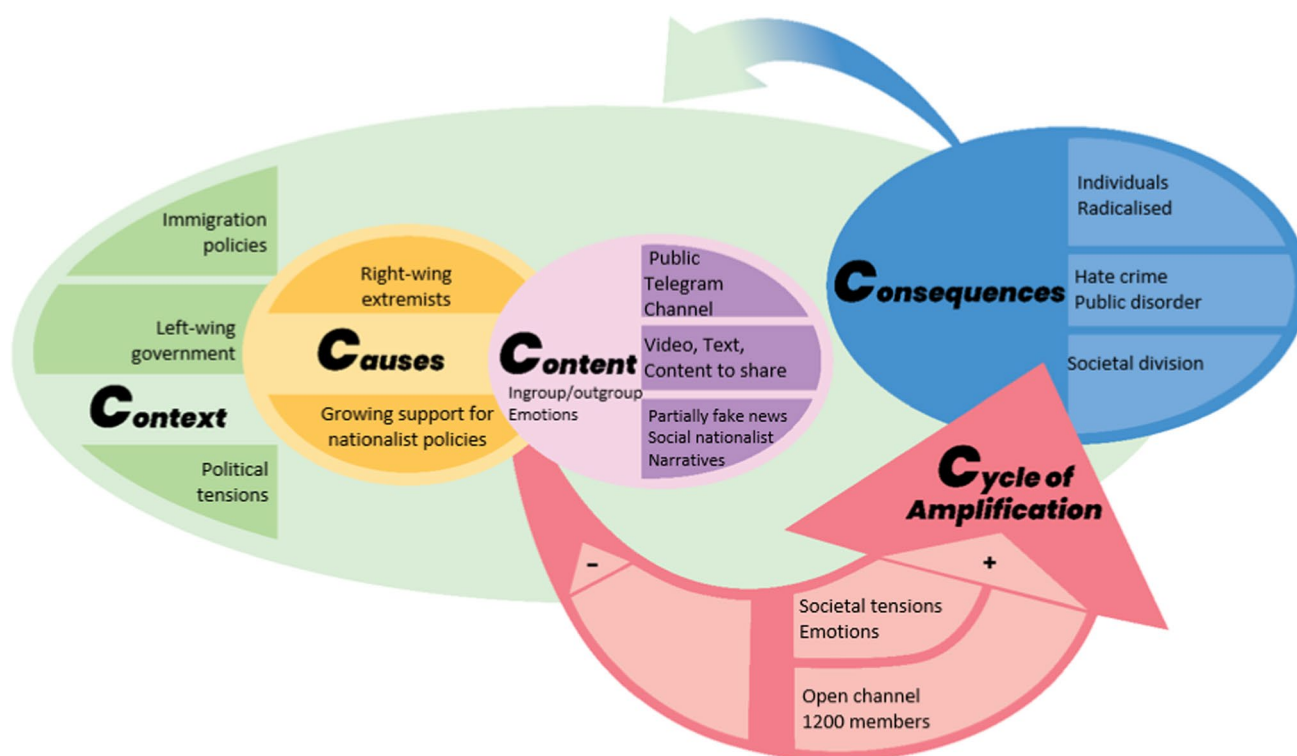 Context
Immigration
policies
Left-wing
government
Political
tensions
Causes
Right-wing
extremists
Growing support for
nationalist policies
Content
Ingroup/outgroup
Emotions
Public
Telegram
Channel
Video, Text,
Content to share
Partially fake news
Social nationalist
Narratives
Consequences
Individuals
Radicalised
Hate crime
Public disorder
Societal division
Cycle of
Amplification
-
+
Societal tensions
Emotions
Open channel
1200 members